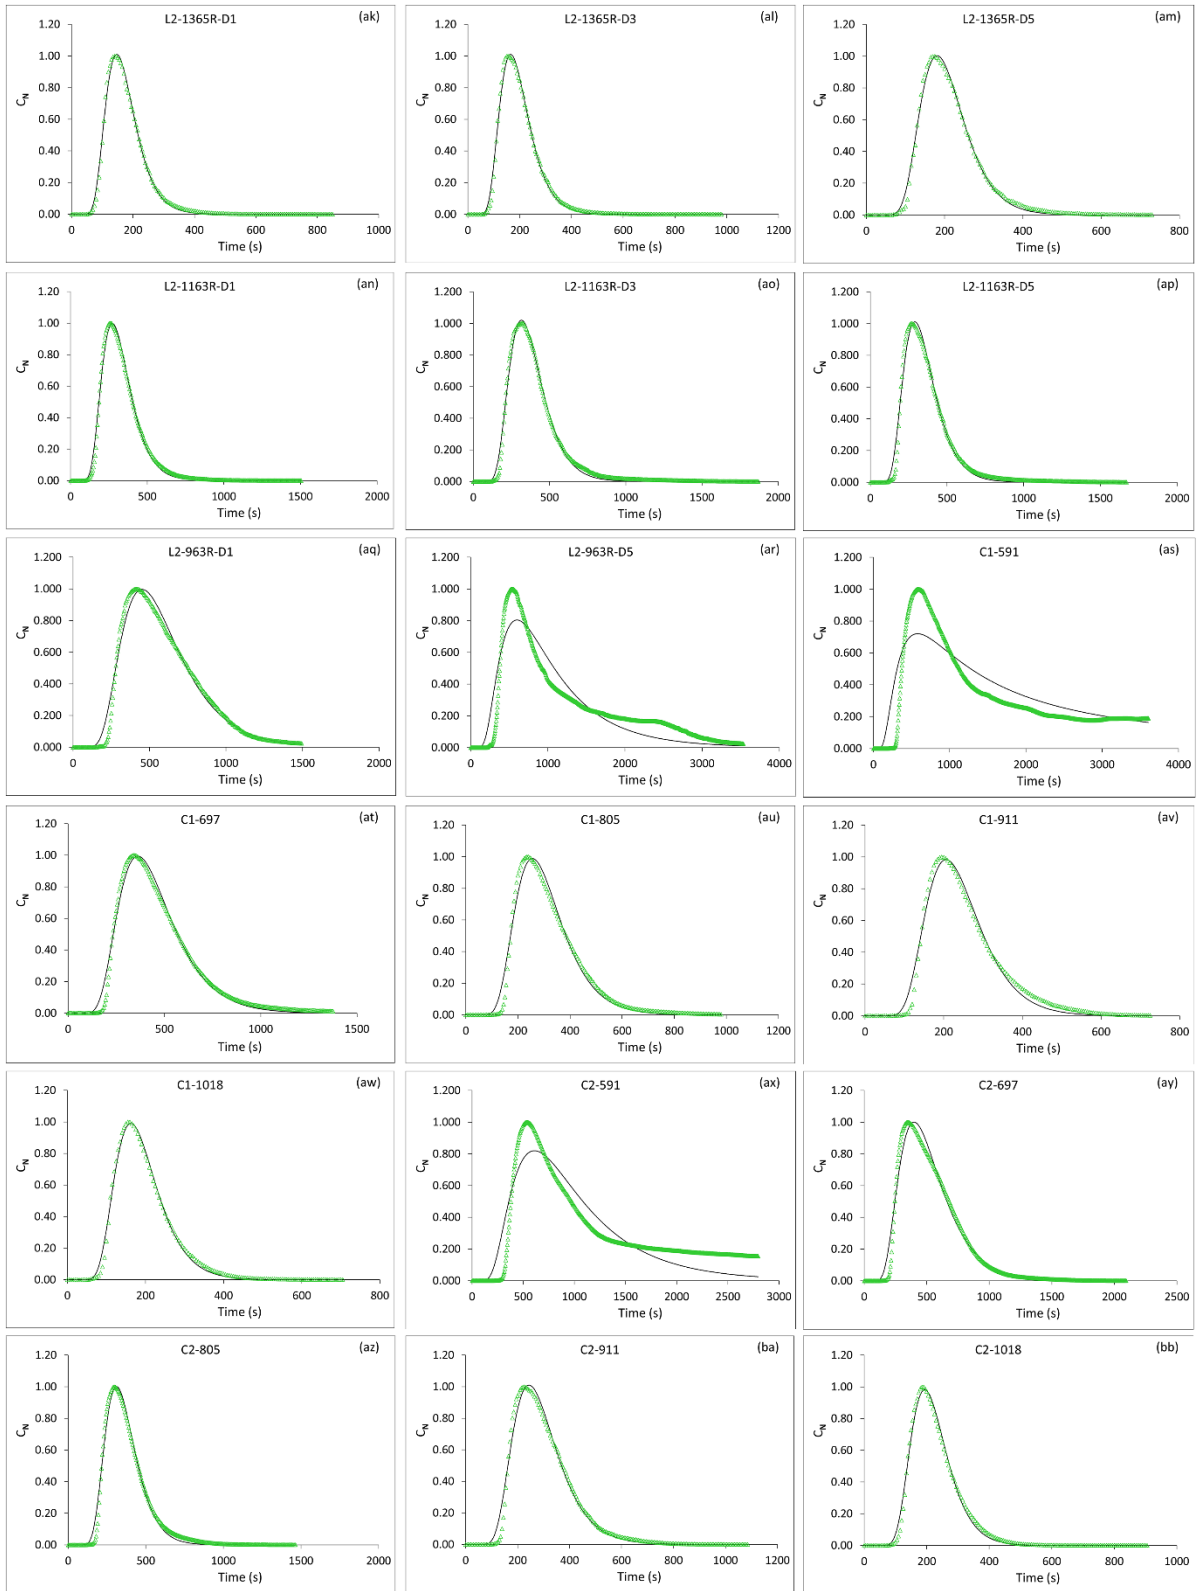 L2-1365R-D1 (ak)
1.20
1.00
0.80
0.60
0.40
0.20
0.00
C_N
0 200 400 600 800 1000
Time (s)
L2-1365R-D3 (al)
1.20
1.00
0.80
0.60
0.40
0.20
0.00
C_N
0 200 400 600 800 1000 1200
Time (s)
L2-1365R-D5 (am)
1.20
1.00
0.80
0.60
0.40
0.20
0.00
C_N
0 200 400 600 800
Time (s)
L2-1163R-D1 (an)
1.20
1.00
0.80
0.60
0.40
0.20
0.00
C_N
0 500 1000 1500 2000
Time (s)
L2-1163R-D3 (ao)
1.200
1.000
0.800
0.600
0.400
0.200
0.000
C_N
0 500 1000 1500 2000
Time (s)
L2-1163R-D5 (ap)
1.200
1.000
0.800
0.600
0.400
0.200
0.000
C_N
0 500 1000 1500 2000
Time (s)
L2-963R-D1 (aq)
1.200
1.000
0.800
0.600
0.400
0.200
0.000
C_N
0 500 1000 1500 2000
Time (s)
L2-963R-D5 (ar)
1.200
1.000
0.800
0.600
0.400
0.200
0.000
C_N
0 1000 2000 3000 4000
Time (s)
C1-591 (as)
1.200
1.000
0.800
0.600
0.400
0.200
0.000
C_N
0 1000 2000 3000 4000
Time (s)
C1-697 (at)
1.20
1.00
0.80
0.60
0.40
0.20
0.00
C_N
0 500 1000 1500
Time (s)
C1-805 (au)
1.20
1.00
0.80
0.60
0.40
0.20
0.00
C_N
0 200 400 600 800 1000 1200
Time (s)
C1-911 (av)
1.20
1.00
0.80
0.60
0.40
0.20
0.00
C_N
0 200 400 600 800
Time (s)
C1-1018 (aw)
1.20
1.00
0.80
0.60
0.40
0.20
0.00
C_N
0 200 400 600 800
Time (s)
C2-591 (ax)
1.200
1.000
0.800
0.600
0.400
0.200
0.000
C_N
0 500 1000 1500 2000 2500 3000
Time (s)
C2-697 (ay)
1.20
1.00
0.80
0.60
0.40
0.20
0.00
C_N
0 500 1000 1500 2000 2500
Time (s)
C2-805 (az)
1.20
1.00
0.80
0.60
0.40
0.20
0.00
C_N
0 500 1000 1500 2000
Time (s)
C2-911 (ba)
1.20
1.00
0.80
0.60
0.40
0.20
0.00
C_N
0 200 400 600 800 1000 1200
Time (s)
C2-1018 (bb)
1.20
1.00
0.80
0.60
0.40
0.20
0.00
C_N
0 200 400 600 800 1000
Time (s)